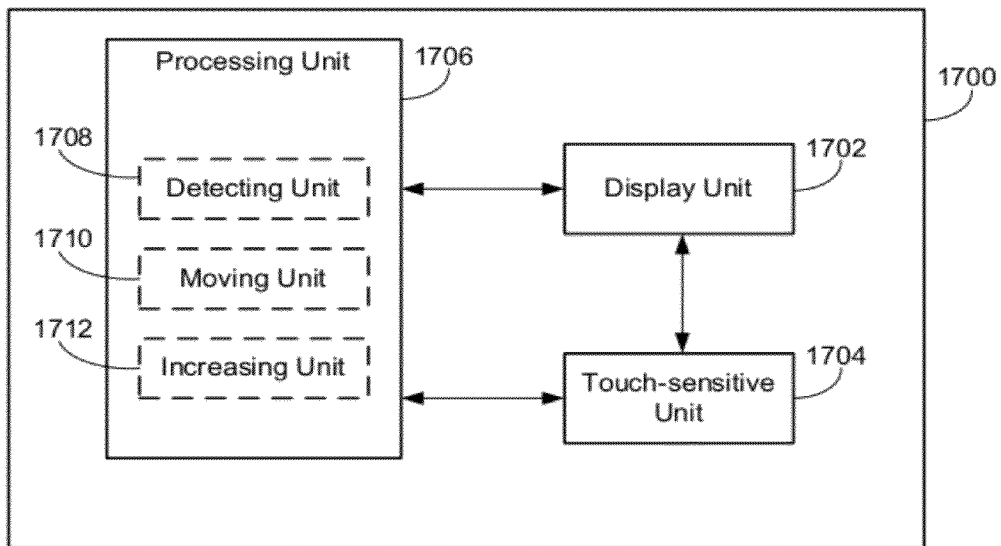 Processing Unit
1706
1700
1708
Detecting Unit
1702
Display Unit
1710
Moving Unit
1712
Increasing Unit
1704
Touch-sensitive
Unit